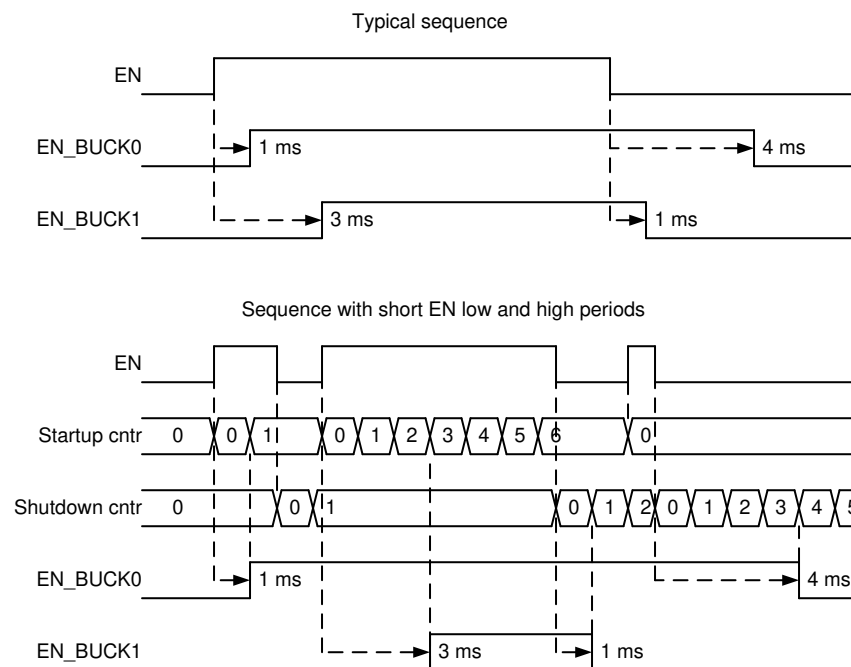 Typical sequence
EN
EN_BUCK0 1 ms 4 ms
EN_BUCK1 3 ms 1 ms
Sequence with short EN low and high periods
EN
Startup cntr 0 0 1 0 1 2 3 4 5 6 0
Shutdown cntr 0 0 1 0 1 2 0 1 2 3 4 5
EN_BUCK0 1 ms 4 ms
EN_BUCK1 3 ms 1 ms